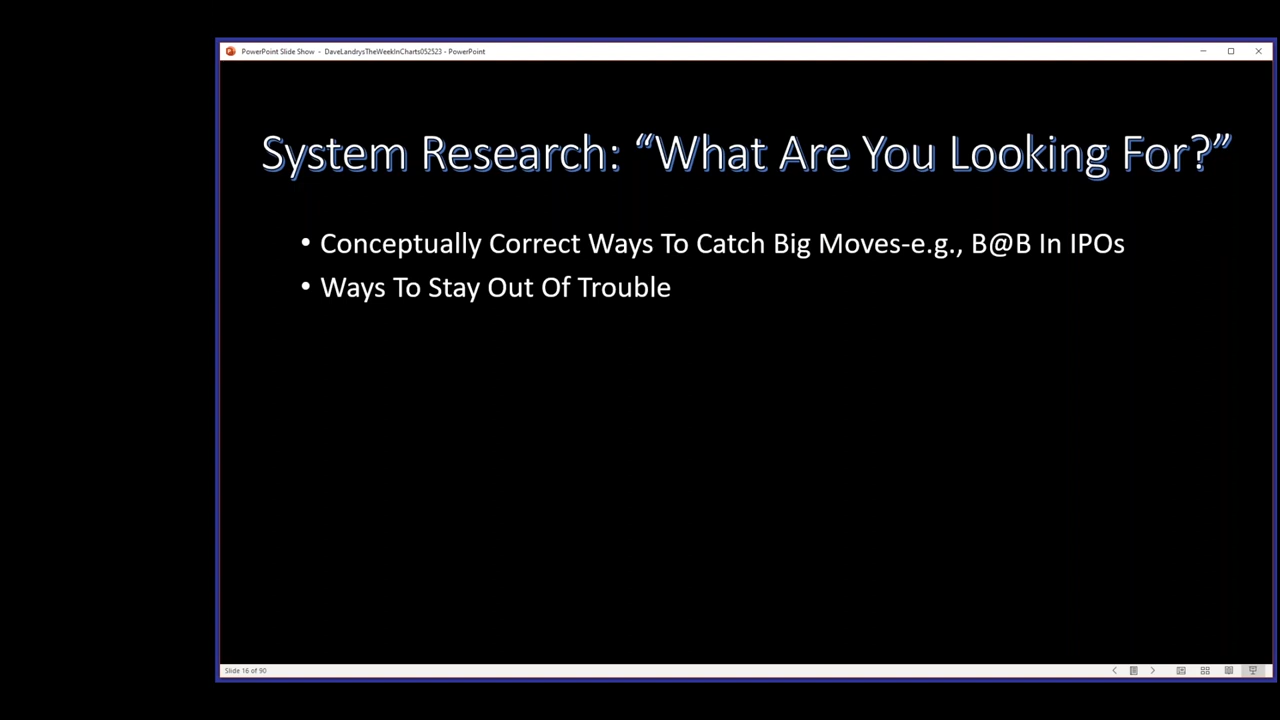 PowerPoint Slide Show - DaveLandrysTheWeekInCharts052523 - PowerPoint
System Research: “What Are You Looking For?”
• Conceptually Correct Ways To Catch Big Moves-e.g., B@B In IPOs
• Ways To Stay Out Of Trouble
Slide 16 of 90